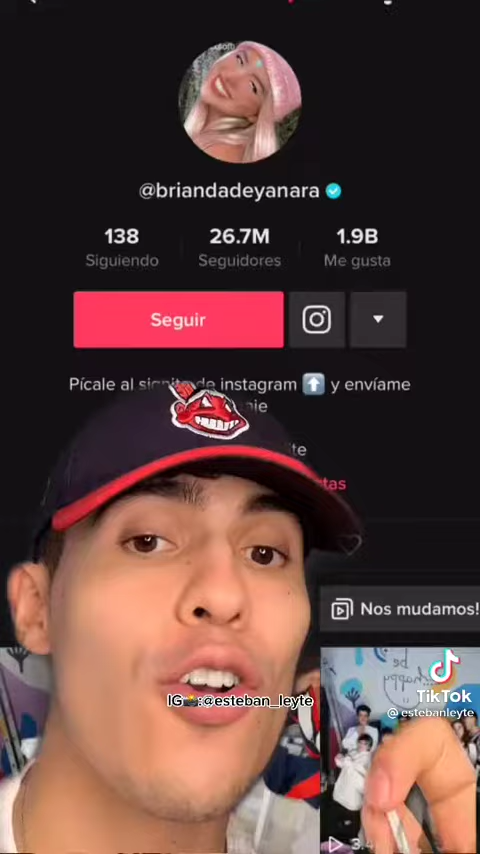 @briandadeyanara
138 26.7M 1.9B
Siguiendo Seguidores Me gusta
Seguir
Pícale al signito de instagram ⬆️ y envíame
Nos mudamos!
IG📸:@esteban_leyte
TikTok
@estebanleyte